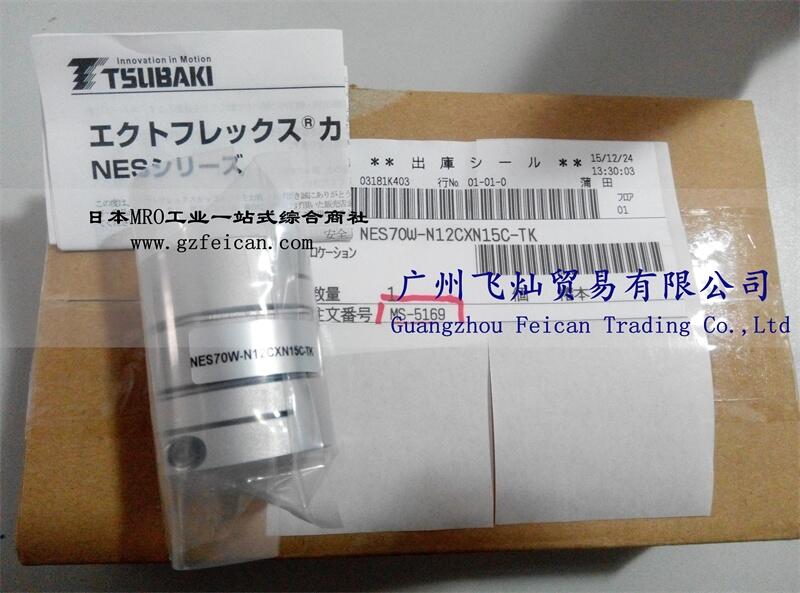 Innovation in Motion
TSUBAKI
エクトフレックス® カ
NESシリーズ
** 出庫シール **
15/12/24
13:30:03
03181K403
行No 01-01-0
蒲田
フロア
01
日本MRO工业一站式综合商社
www.gzfeican.com
NES70W-N12CXN15C-TK
ロケーション
数量 1
注文番号 MS-5169
广州飞灿贸易有限公司
Guangzhou Feican Trading Co.,Ltd
NES70W-N12CXN15C-TK